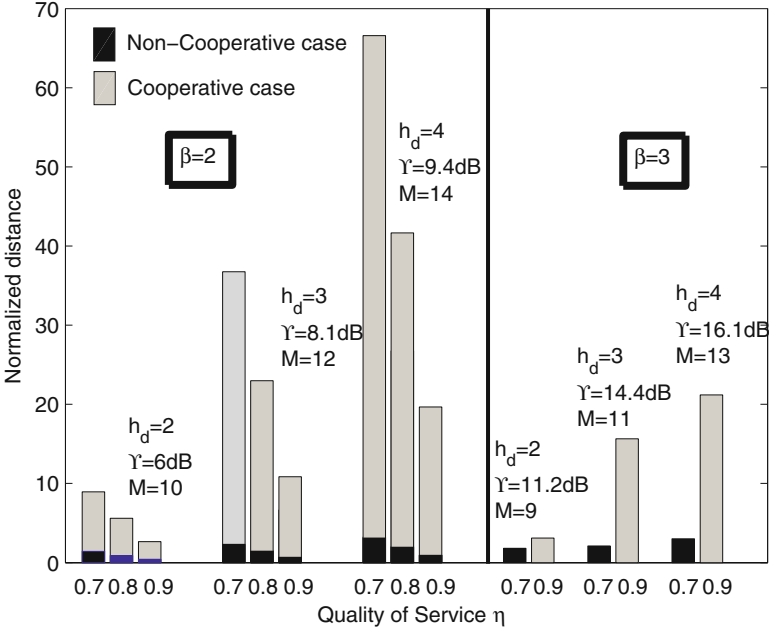 Non−Cooperative case
Cooperative case
β=2
β=3
h_d=4
ϒ=9.4dB
M=14
h_d=3
ϒ=8.1dB
M=12
h_d=2
ϒ=6dB
M=10
h_d=4
ϒ=16.1dB
M=13
h_d=3
ϒ=14.4dB
M=11
h_d=2
ϒ=11.2dB
M=9
70
60
50
40
30
20
10
0
Normalized distance
0.7 0.8 0.9 0.7 0.8 0.9 0.7 0.8 0.9 0.7 0.9 0.7 0.9 0.7 0.9
Quality of Service η